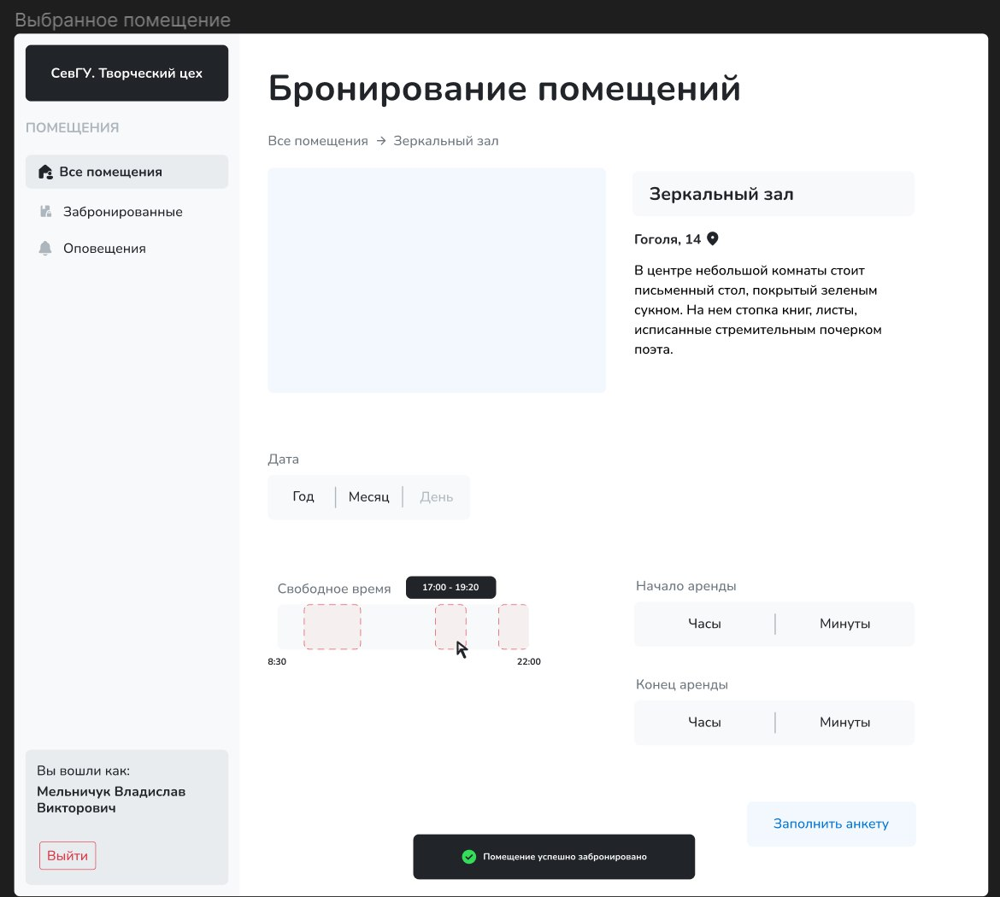 Выбранное помещение
СевГУ. Творческий цех
ПОМЕЩЕНИЯ
Все помещения
Забронированные
Оповещения
Вы вошли как:
Мельничук Владислав
Викторович
Выйти
Бронирование помещений
Все помещения → Зеркальный зал
Зеркальный зал
Гоголя, 14
В центре небольшой комнаты стоит
письменный стол, покрытый зеленым
сукном. На нем стопка книг, листы,
исписанные стремительным почерком
поэта.
Дата
Год Месяц День
Свободное время
17:00 - 19:20
8:30 22:00
Начало аренды
Часы Минуты
Конец аренды
Часы Минуты
Заполнить анкету
Помещение успешно забронировано